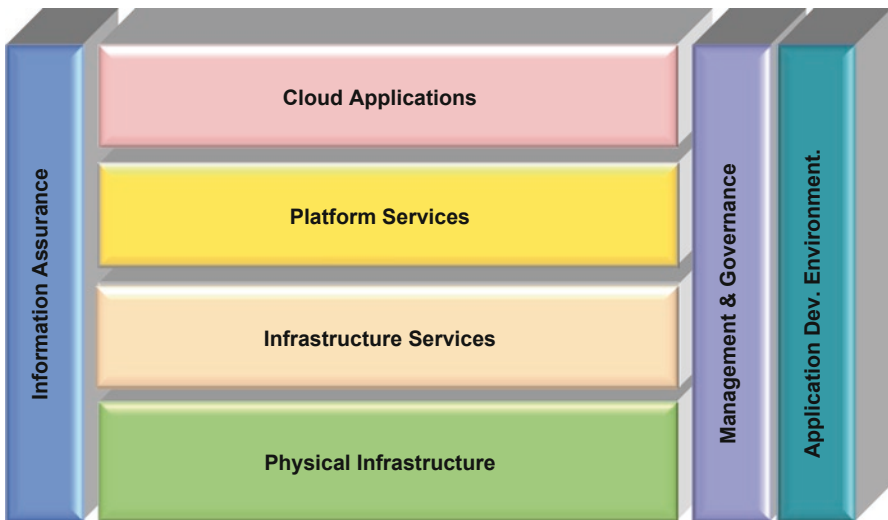 Information Assurance
Cloud Applications
Platform Services
Infrastructure Services
Physical Infrastructure
Management & Governance
Application Dev. Environment.